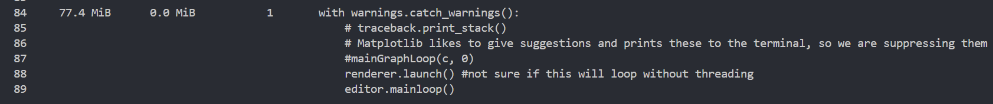 84 77.4 MiB 0.0 MiB 1 with warnings.catch_warnings():
85 # traceback.print_stack()
86 # Matplotlib likes to give suggestions and prints these to the terminal, so we are suppressing them
87 #mainGraphLoop(c, 0)
88 renderer.launch() #not sure if this will loop without threading
89 editor.mainloop()